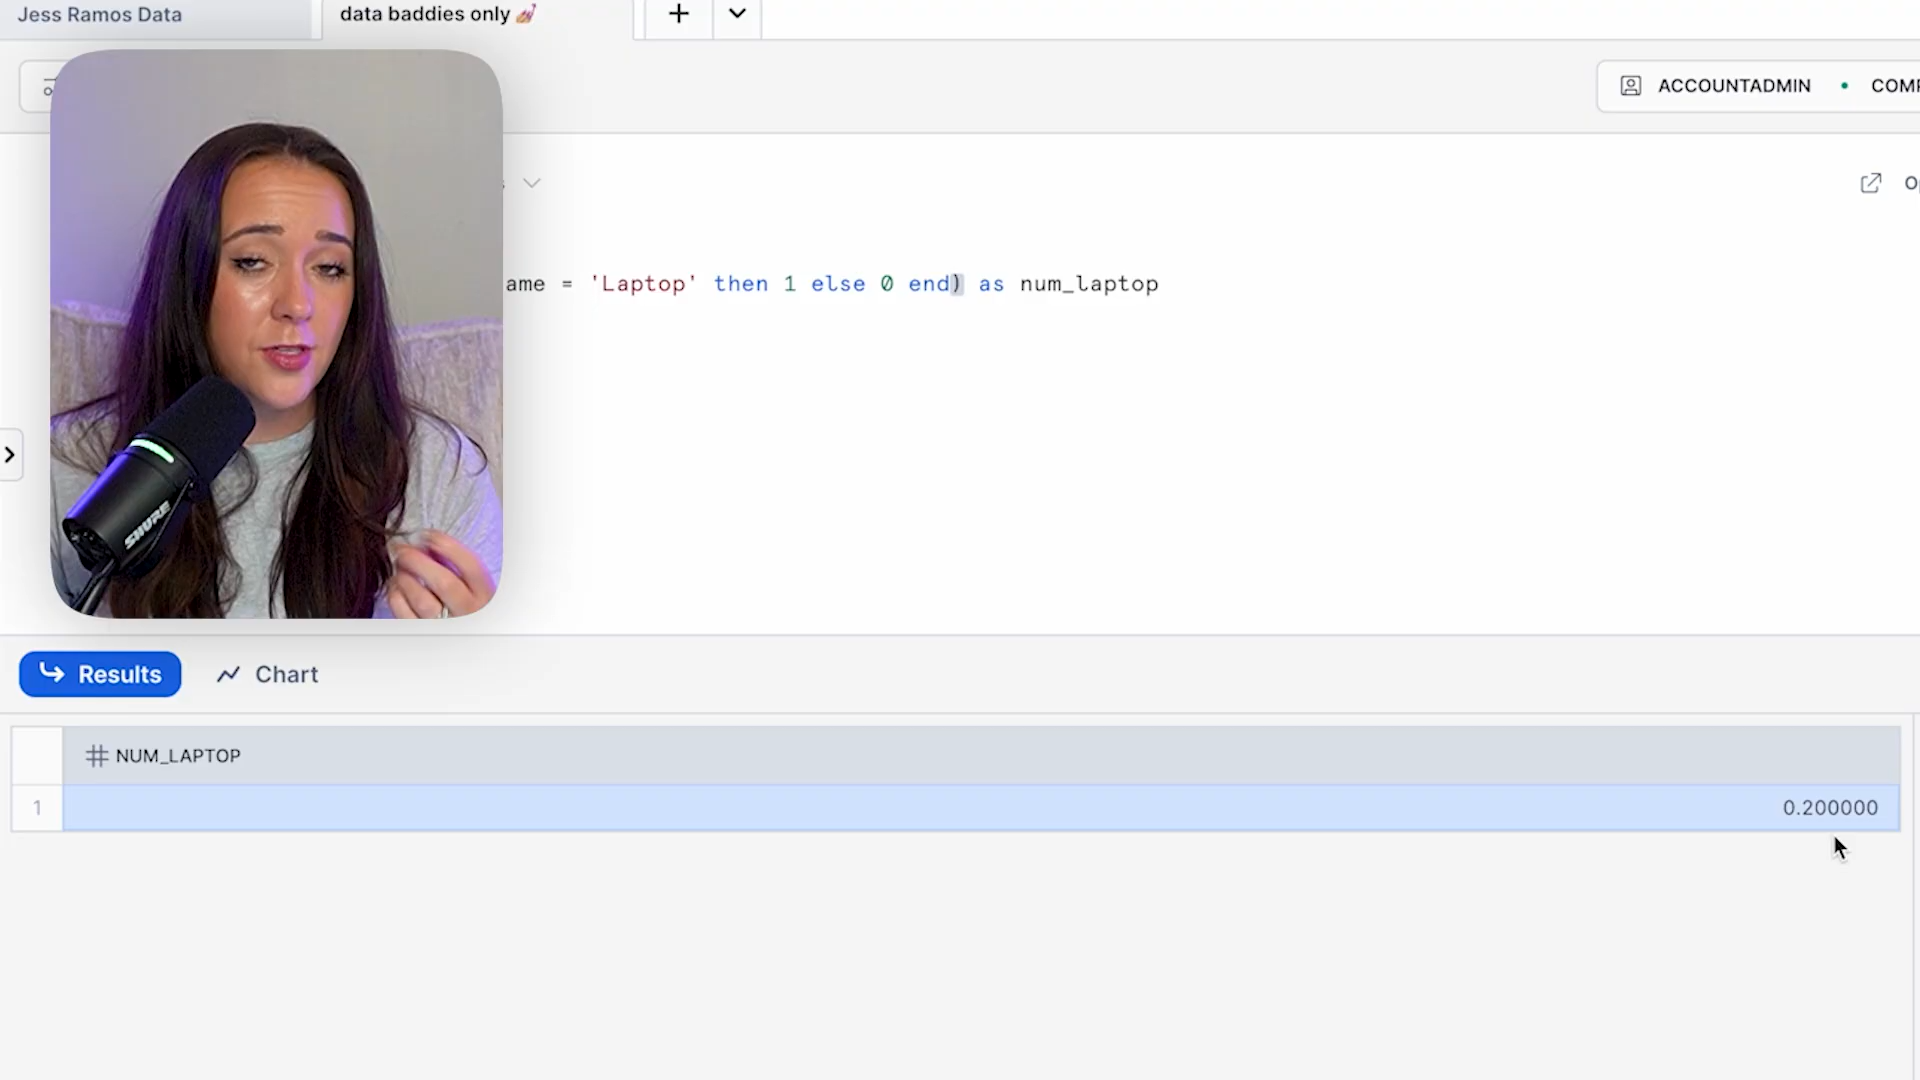 Jess Ramos Data
data baddies only 💅
ACCOUNTADMIN
ame = 'Laptop' then 1 else 0 end) as num_laptop
SHURE
Results
Chart
NUM_LAPTOP
1
0.200000